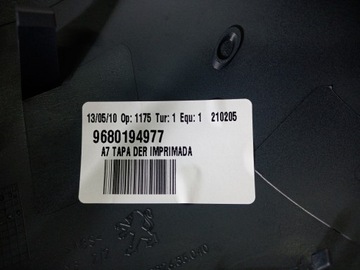 13/05/10 Op: 1175 Tur: 1 Equ: 1 210205
9680194977
A7 TAPA DER IMPRIMADA